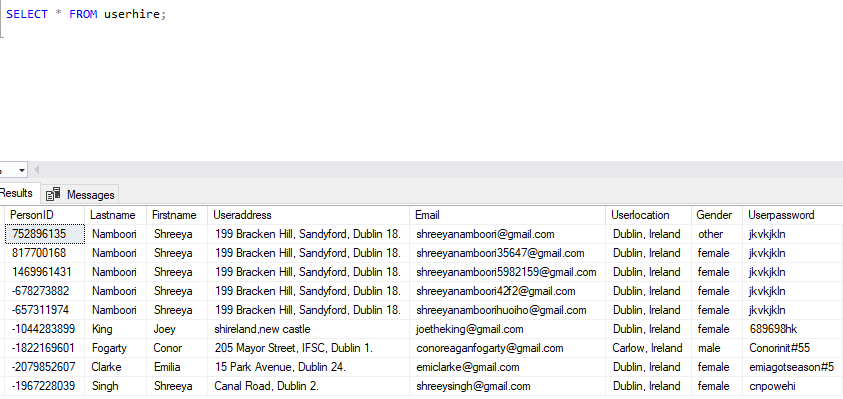 SELECT * FROM userhire;
Results Messages
PersonID Lastname Firstname Useraddress Email Userlocation Gender Userpassword
752896135 Namboori Shreeya 199 Bracken Hill, Sandyford, Dublin 18. shreeyanamboori@gmail.com Dublin, Ireland other jkvkjkln
817700168 Namboori Shreeya 199 Bracken Hill, Sandyford, Dublin 18. shreeyanamboori35647@gmail.com Dublin, Ireland female jkvkjkln
1469961431 Namboori Shreeya 199 Bracken Hill, Sandyford, Dublin 18. shreeyanamboori5982159@gmail.com Dublin, Ireland female jkvkjkln
-678273882 Namboori Shreeya 199 Bracken Hill, Sandyford, Dublin 18. shreeyanamboori42f2@gmail.com Dublin, Ireland female jkvkjkln
-657311974 Namboori Shreeya 199 Bracken Hill, Sandyford, Dublin 18. shreeyanamboorihuoiho@gmail.com Dublin, Ireland female jkvkjkln
-1044283899 King Joey shireland,new castle joetheking@gmail.com Dublin, Ireland female 689698hk
-1822169601 Fogarty Conor 205 Mayor Street, IFSC, Dublin 1. conoreaganfogarty@gmail.com Carlow, Ireland male Conorinit#55
-2079852607 Clarke Emilia 15 Park Avenue, Dublin 24. emiclarke@gmail.com Dublin, Ireland female emiagotseason#5
-1967228039 Singh Shreeya Canal Road, Dublin 2. shreeysingh@gmail.com Dublin, Ireland female cnpowehi